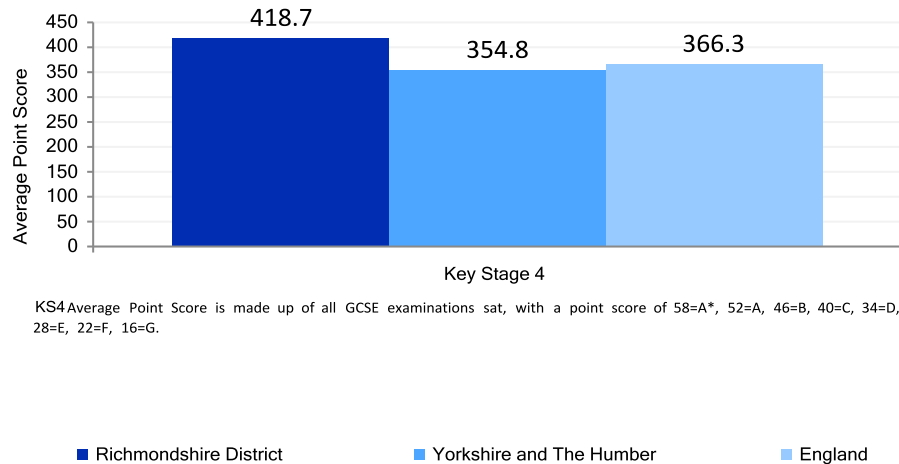 418.7
354.8
366.3
450
400
350
300
250
200
150
100
50
0
Average Point Score
Key Stage 4
KS4 Average Point Score is made up of all GCSE examinations sat, with a point score of 58=A*, 52=A, 46=B, 40=C, 34=D,
28=E, 22=F, 16=G.
Richmondshire District
Yorkshire and The Humber
England